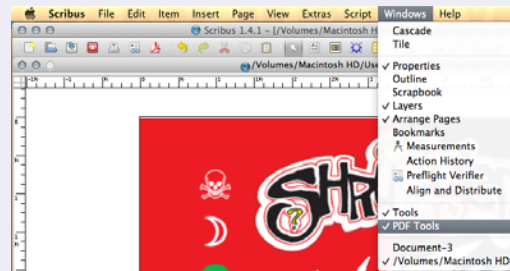 Scribus File Edit Item Insert Page View Extras Script Windows Help
Scribus 1.4.1 - [/Volumes/Macintosh H
/Volumes/Macintosh HD/Use
Cascade
Tile
✓ Properties
Outline
Scrapbook
✓ Layers
✓ Arrange Pages
Bookmarks
Measurements
Action History
Preflight Verifier
Align and Distribute
✓ Tools
✓ PDF Tools
Document-3
✓ /Volumes/Macintosh HD
SHR
?